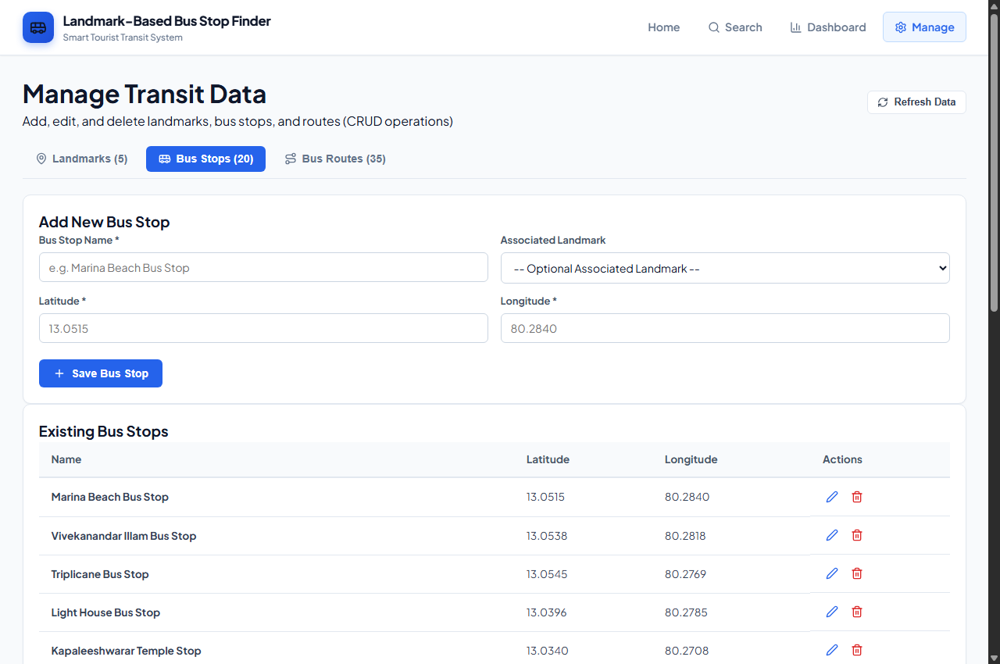 Landmark-Based Bus Stop Finder
Smart Tourist Transit System
Home Search Dashboard Manage
Manage Transit Data
Add, edit, and delete landmarks, bus stops, and routes (CRUD operations)
Refresh Data
Landmarks (5) Bus Stops (20) Bus Routes (35)
Add New Bus Stop
Bus Stop Name * Associated Landmark
e.g. Marina Beach Bus Stop -- Optional Associated Landmark --
Latitude * Longitude *
13.0515 80.2840
Save Bus Stop
Existing Bus Stops
Name Latitude Longitude Actions
Marina Beach Bus Stop 13.0515 80.2840
Vivekanandar Illam Bus Stop 13.0538 80.2818
Triplicane Bus Stop 13.0545 80.2769
Light House Bus Stop 13.0396 80.2785
Kapaleeshwarar Temple Stop 13.0340 80.2708